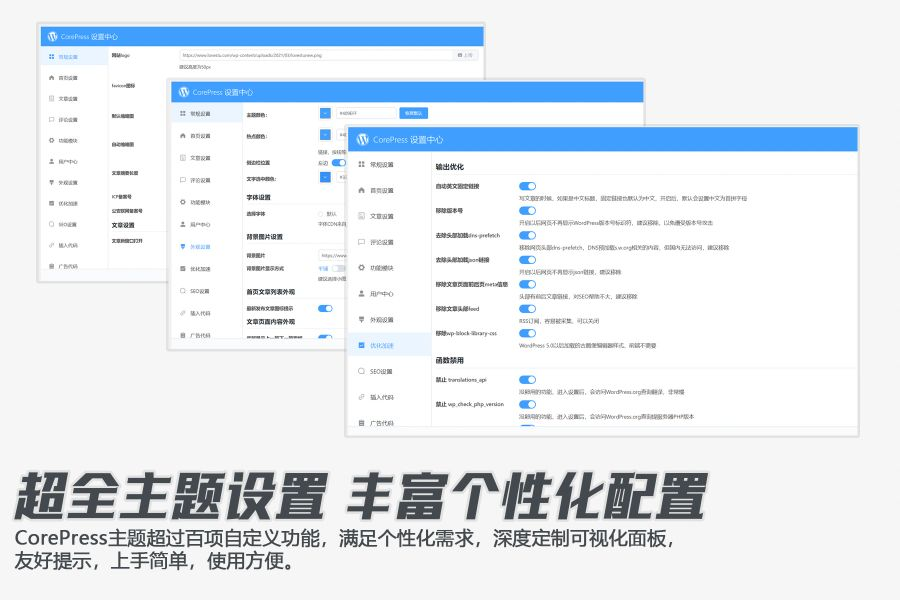 CorePress 设置中心
常规设置
首页设置
文章设置
评论设置
功能模块
用户中心
外观设置
优化加速
SEO设置
插入代码
广告代码
网站logo
上传
建议高度为50px
favicon图标
默认缩略图
自动缩略图
文章摘要长度
ICP备案号
公安联网备案号
文章设置
文章新窗口打开
CorePress 设置中心
常规设置
首页设置
文章设置
评论设置
功能模块
用户中心
外观设置
优化加速
SEO设置
插入代码
广告代码
主题颜色:
#409EFF
恢复默认
热点颜色:
侧边栏位置
左边
文字选中颜色:
字体设置
选择字体
默认
背景图片设置
背景图片
背景图片显示方式
平铺
首页文章列表外观
最新发布文章图标提示
文章页面内容外观
CorePress 设置中心
常规设置
首页设置
文章设置
评论设置
功能模块
用户中心
外观设置
优化加速
SEO设置
插入代码
广告代码
输出优化
自动英文固定链接
写文章的时候，如果是中文标题，固定链接也默认为中文，开启后，默认会设置中文为首拼字母
移除版本号
开启以后网页不再显示WordPress版本号标识符，建议移除，以免遭受版本号攻击
去除头部加载dns-prefetch
移除网页头部dns-prefetch，DNS预加载s.w.org相关的内容，但国内无法访问，建议移除
去除头部加载json链接
开启以后网页不再显示json链接，建议移除
移除文章页面前后页meta信息
头部有前后文章链接，对SEO帮助不大，建议移除
移除文章头部feed
RSS订阅，容易被采集，可以关闭
移除wp-block-library-css
WordPress 5.0以后加载的古腾堡编辑器样式，前端不需要
函数禁用
禁止 translations_api
没啥用的功能，进入设置后，会访问WordPress.org查询翻译，非常慢
禁止 wp_check_php_version
没啥用的功能，进入设置后，会访问WordPress.org查询服务器PHP版本
超全主题设置 丰富个性化配置
CorePress主题超过百项自定义功能，满足个性化需求，深度定制可视化面板，
友好提示，上手简单，使用方便。